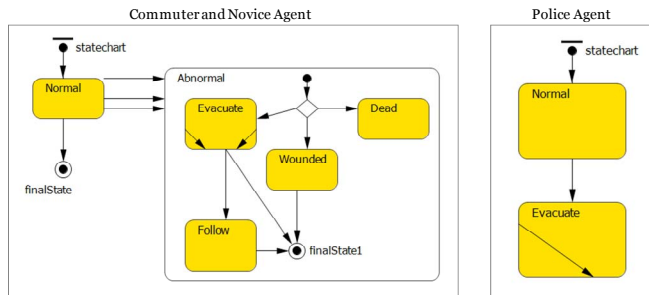 Commuter and Novice Agent
statechart
Normal
finalState
Abnormal
Evacuate
Dead
Wounded
Follow
finalState1
Police Agent
statechart
Normal
Evacuate